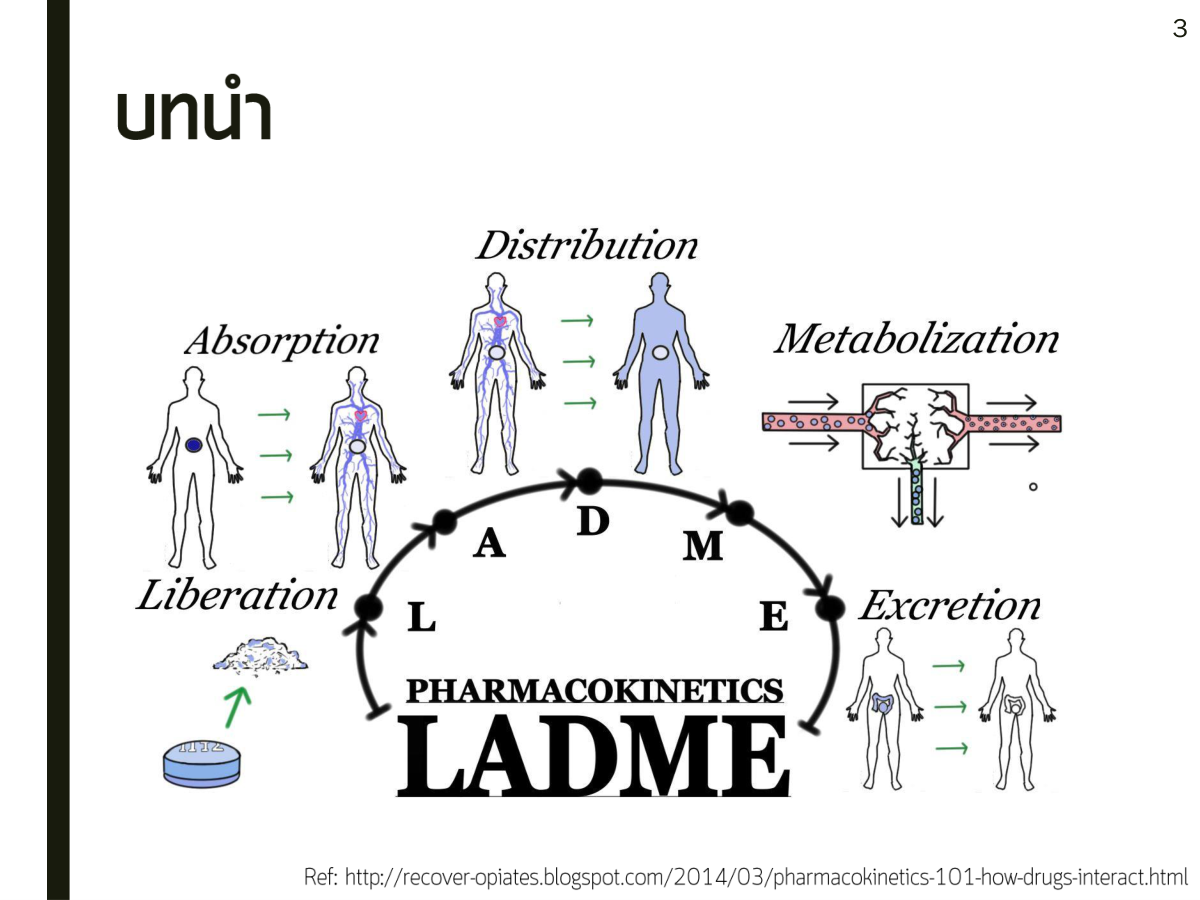 3
บทนำ
Distribution
Absorption
Metabolization
A
D
M
Liberation
L
E
Excretion
PHARMACOKINETICS
LADME
Ref: http://recover-opiates.blogspot.com/2014/03/pharmacokinetics-101-how-drugs-interact.html